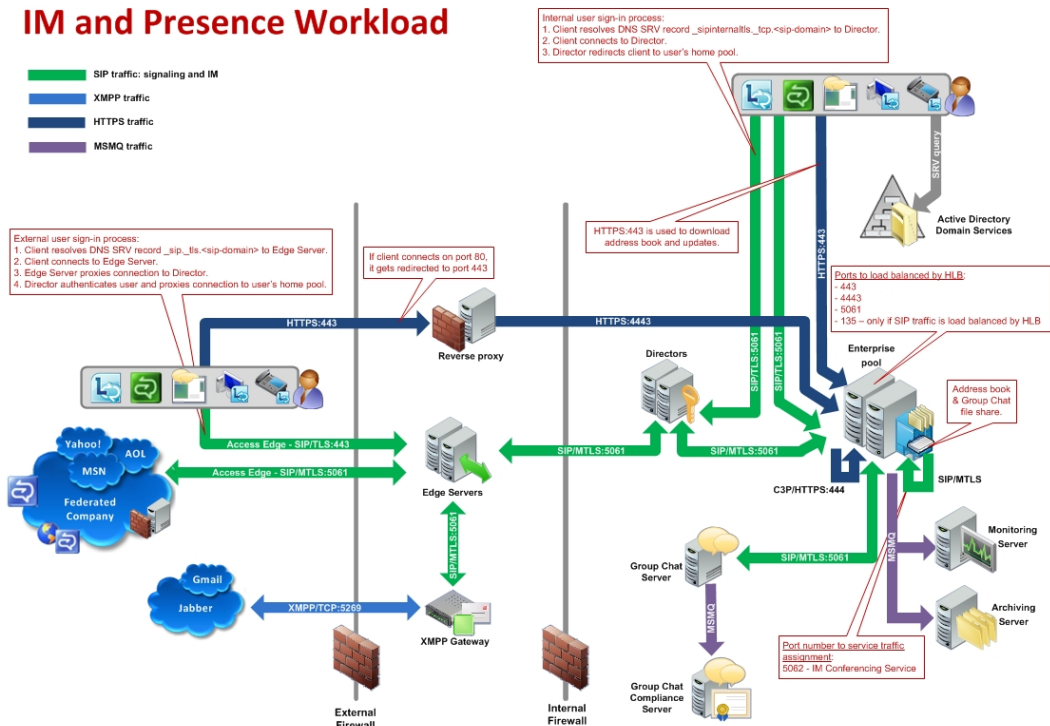 IM and Presence Workload
SIP traffic: signaling and IM
XMPP traffic
HTTPS traffic
MSMQ traffic
Internal user sign-in process:
1. Client resolves DNS SRV record _sipinternaltls._tcp.<sip-domain> to Director.
2. Client connects to Director.
3. Director redirects client to user's home pool.
SRV query
Active Directory
Domain Services
HTTPS:443 is used to download
address book and updates.
HTTPS:443
External user sign-in process:
1. Client resolves DNS SRV record _sip._tls.<sip-domain> to Edge Server.
2. Client connects to Edge Server.
3. Edge Server proxies connection to Director.
4. Director authenticates user and proxies connection to user's home pool.
If client connects on port 80,
it gets redirected to port 443
Ports to load balanced by HLB:
- 443
- 4443
- 5061
- 135 – only if SIP traffic is load balanced by HLB
HTTPS:443
Reverse proxy
HTTPS:4443
Directors
SIP/TLS:5061
SIP/TLS:5061
Enterprise
pool
Address book
& Group Chat
file share.
Yahoo!
AOL
MSN
Federated
Company
Access Edge - SIP/TLS:443
Access Edge - SIP/MTLS:5061
Edge Servers
SIP/MTLS:5061
SIP/MTLS:5061
C3P/HTTPS:444
SIP/MTLS
SIP/MTLS:5061
Gmail
Jabber
XMPP/TCP:5269
XMPP Gateway
Group Chat
Server
SIP/MTLS:5061
MSMQ
Monitoring
Server
MSMQ
Archiving
Server
Port number to service traffic
assignment:
5062 - IM Conferencing Service
Group Chat
Compliance
Server
External
Firewall
Internal
Firewall